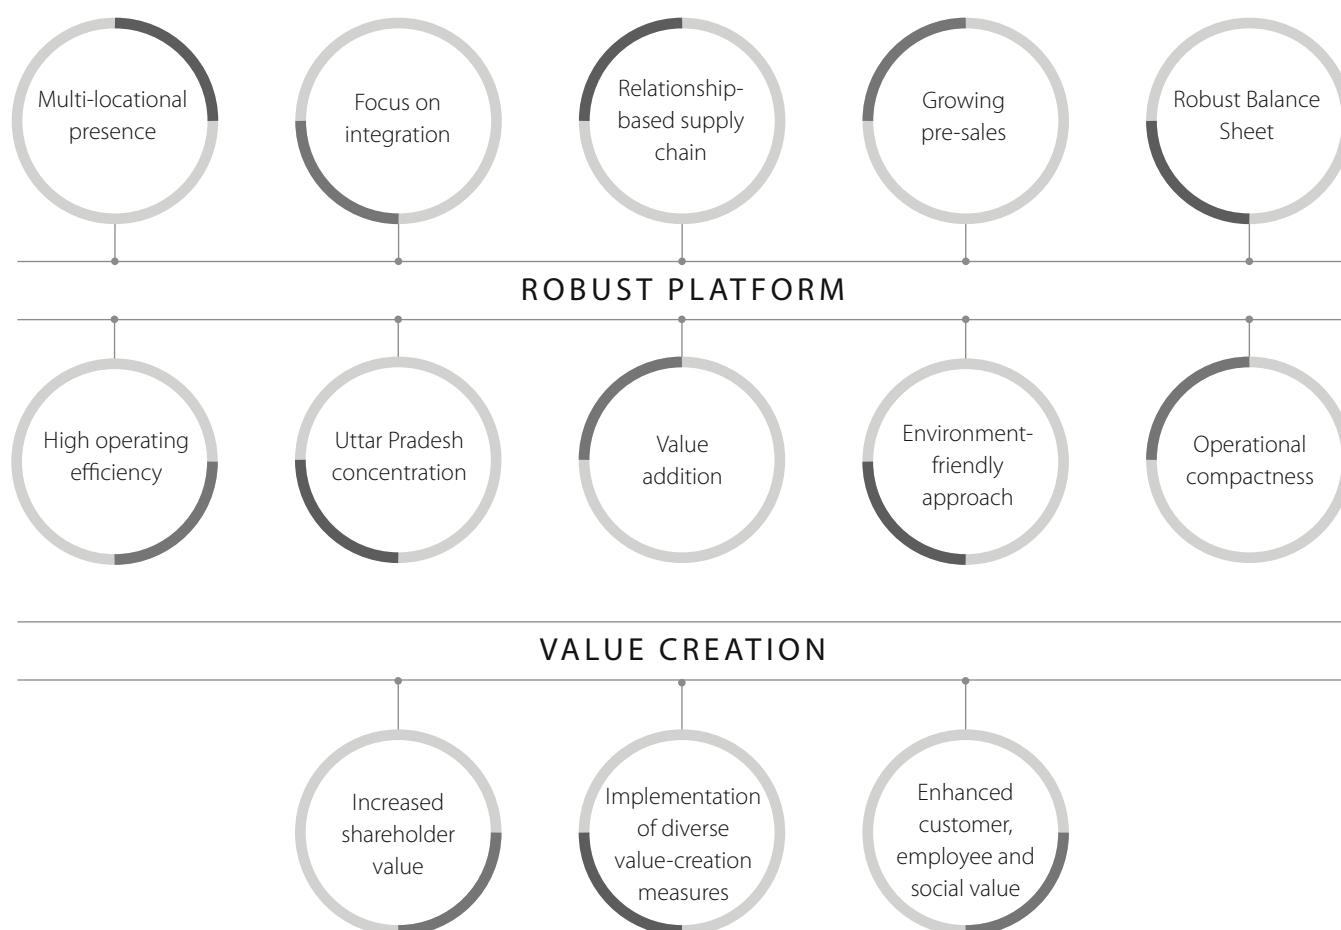 Multi-locational
presence
Focus on
integration
Relationship-
based supply
chain
Growing
pre-sales
Robust Balance
Sheet
ROBUST PLATFORM
High operating
efficiency
Uttar Pradesh
concentration
Value
addition
Environment-
friendly
approach
Operational
compactness
VALUE CREATION
Increased
shareholder
value
Implementation
of diverse
value-creation
measures
Enhanced
customer,
employee and
social value